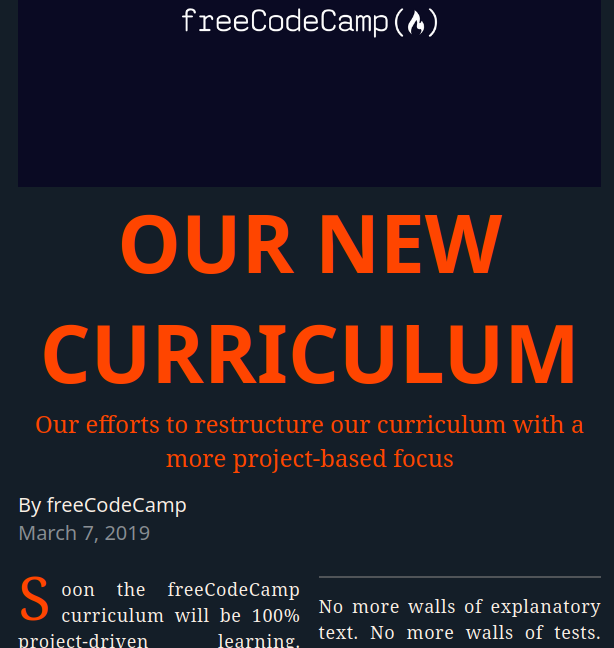 freeCodeCamp()
OUR NEW
CURRICULUM
Our efforts to restructure our curriculum with a
more project-based focus
By freeCodeCamp
March 7, 2019
Soon the freeCodeCamp
curriculum will be 100%
project-driven learning.
No more walls of explanatory
text. No more walls of tests.